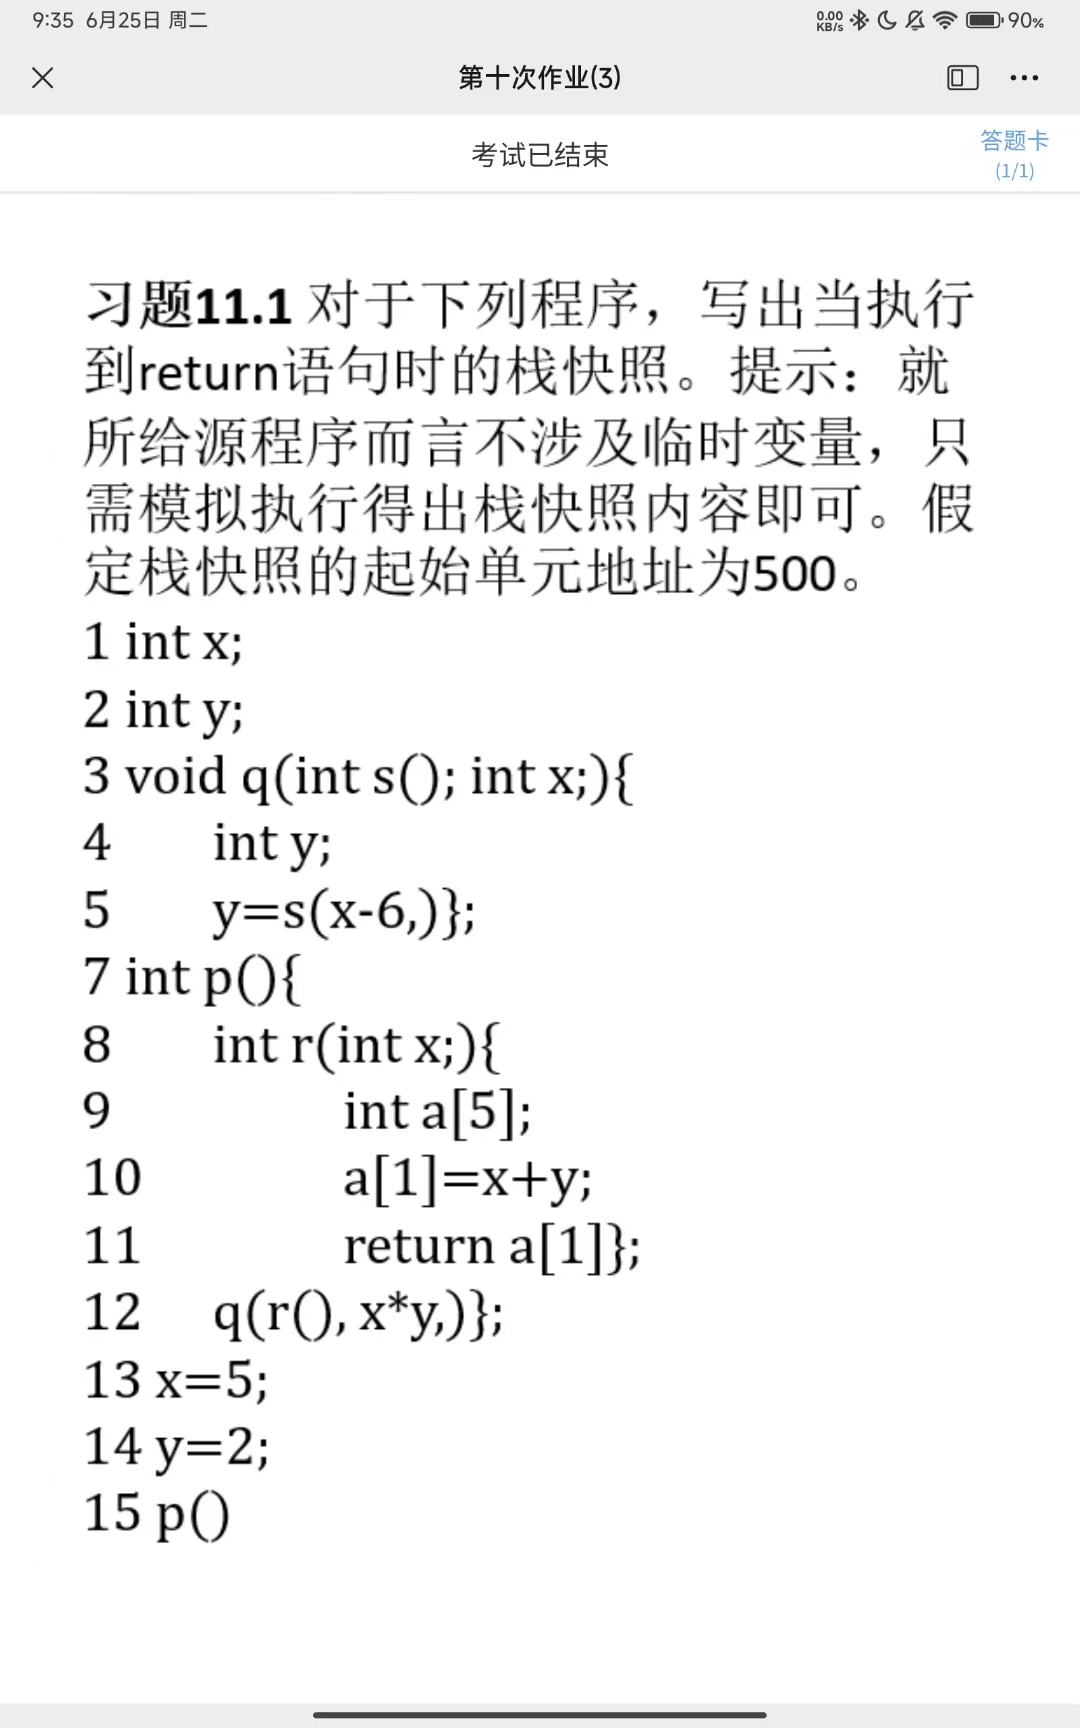 9:35 6月25日 周二
0.00 KB/s 90%
第十次作业(3)
考试已结束
答题卡
(1/1)
习题11.1 对于下列程序，写出当执行
到return语句时的栈快照。提示：就
所给源程序而言不涉及临时变量，只
需模拟执行得出栈快照内容即可。假
定栈快照的起始单元地址为500。
1 int x;
2 int y;
3 void q(int s(); int x;){
4 int y;
5 y=s(x-6,)};
7 int p(){
8 int r(int x;){
9 int a[5];
10 a[1]=x+y;
11 return a[1]};
12 q(r(), x*y,)};
13 x=5;
14 y=2;
15 p()